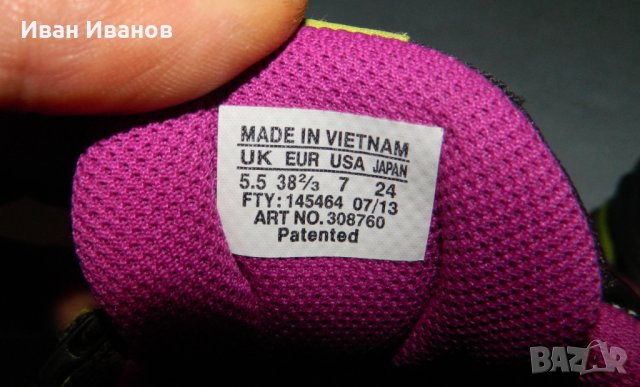 Иван Иванов
MADE IN VIETNAM
UK EUR USA JAPAN
5.5 38⅔ 7 24
FTY: 145464 07/13
ART NO. 308760
Patented
BAZAR